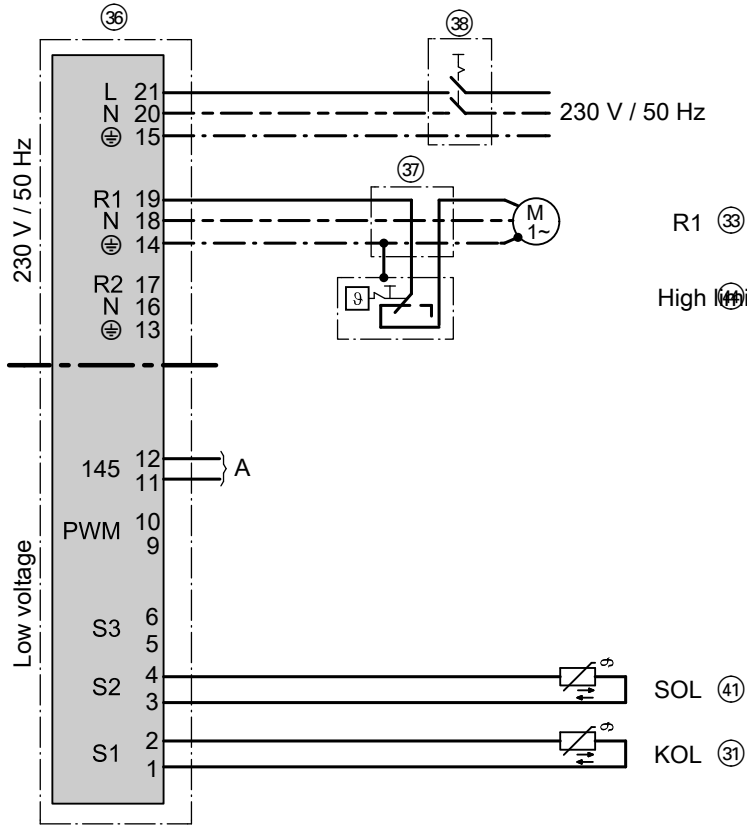 36
38
L 21
N 20
15
230 V / 50 Hz
230 V / 50 Hz
37
R1 19
N 18
14
M
1~
R1 33
R2 17
N 16
13
ϑ
High
44
145
12
11
A
PWM
10
9
Low voltage
S3
6
5
S2
4
3
ϑ
SOL 41
S1
2
1
ϑ
KOL 31